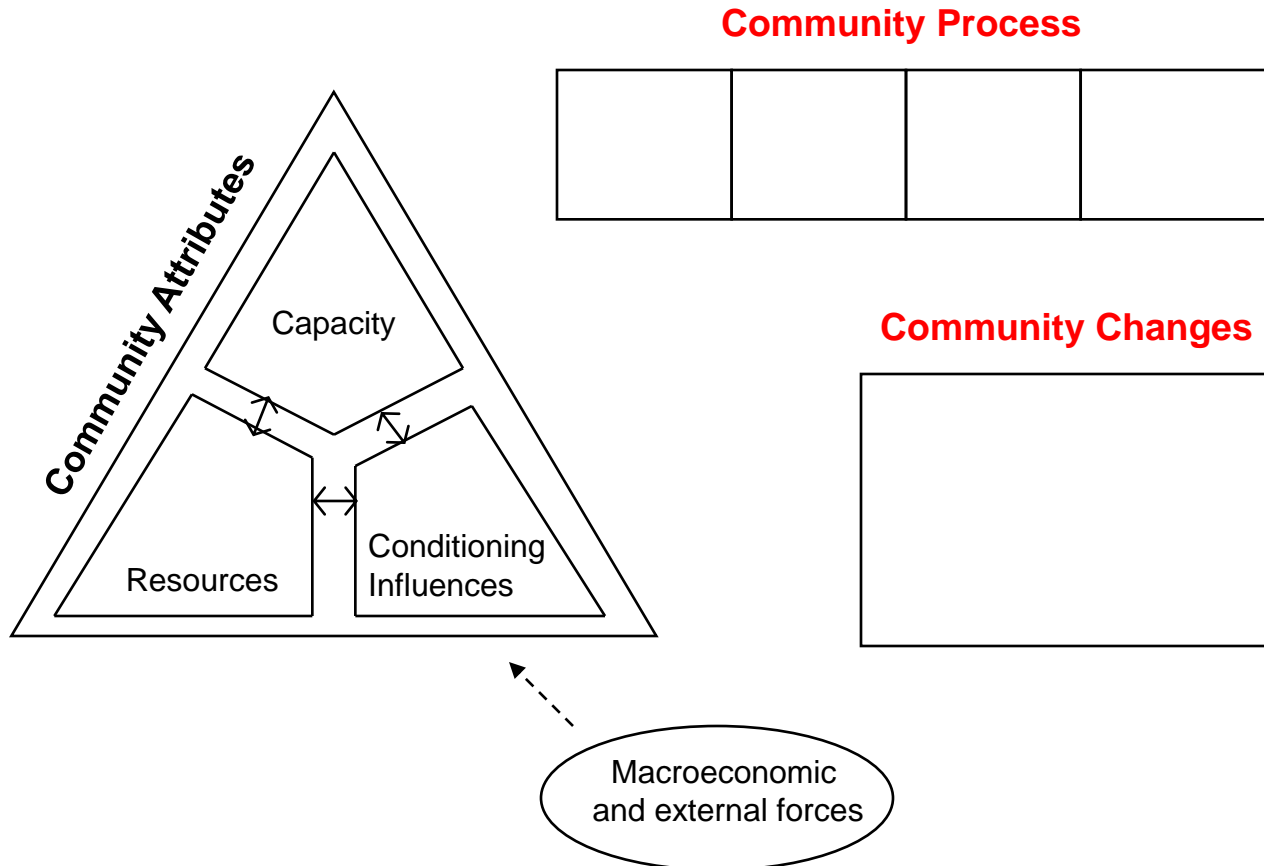 Community Process
Community Attributes
Capacity
Community Changes
Resources
Conditioning
Influences
Macroeconomic
and external forces